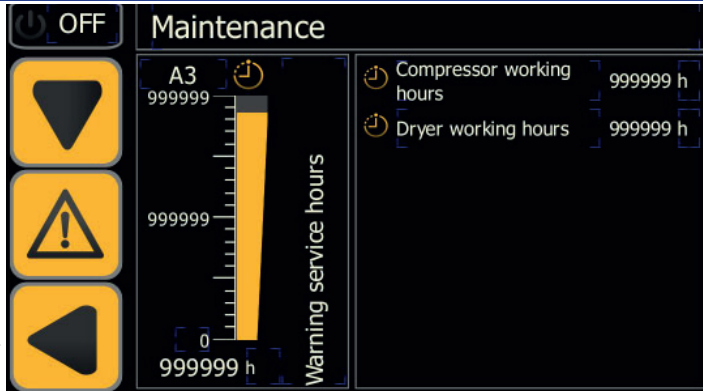 OFF
Maintenance
A3
999999
999999
0
999999 h
Warning service hours
Compressor working
hours
999999 h
Dryer working hours
999999 h